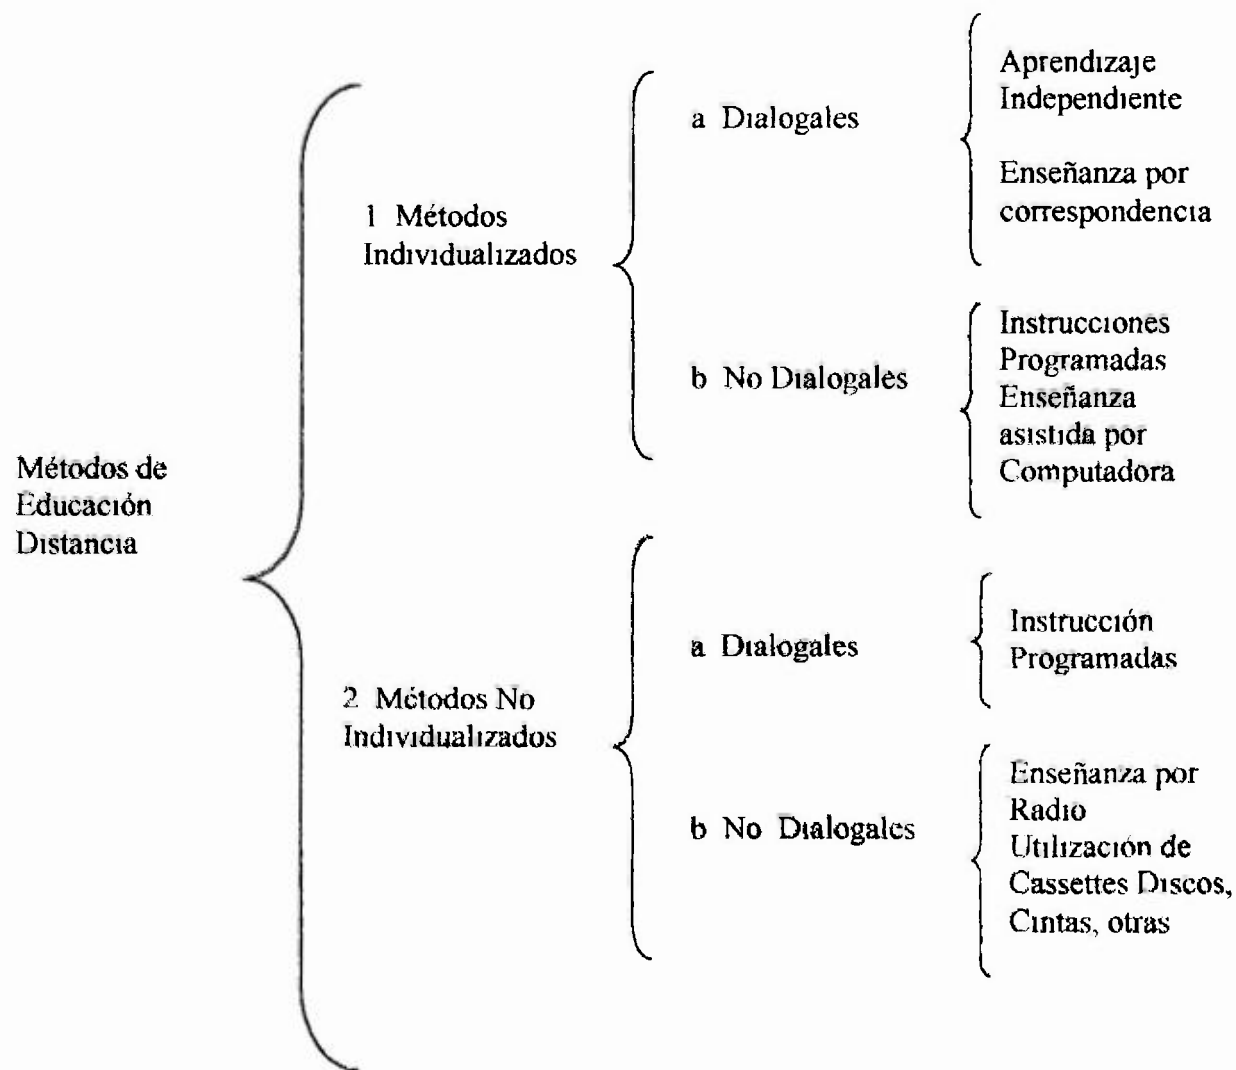 Métodos de
Educación
Distancia
1 Métodos
Individualizados
a Dialogales
Aprendizaje
Independiente
Enseñanza por
correspondencia
b No Dialogales
Instrucciones
Programadas
Enseñanza
asistida por
Computadora
2 Métodos No
Individualizados
a Dialogales
Instrucción
Programadas
b No Dialogales
Enseñanza por
Radio
Utilización de
Cassettes Discos,
Cintas, otras